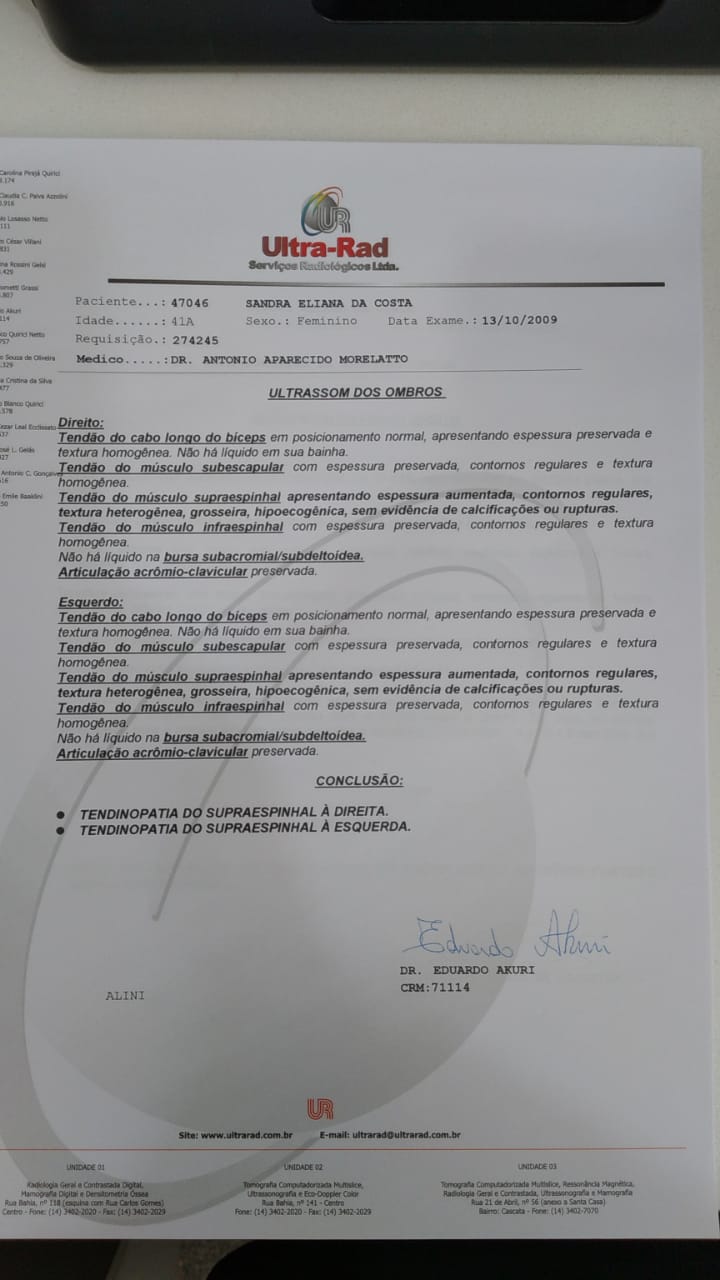 Carolina Pirajá Quirici
.174
Claudia C. Paiva Azzolini
.916
Losasso Netto
111
César Villani
831
Rossini Gelsi
.429
Grassi
.807
Akuri
114
Quirici Netto
757
Souza de Oliveira
.329
Cristina da Silva
977
Bianco Quirici
.378
Leal Ecclissato
537
José L. Gelás
027
Antonio C. Gonçalves
516
Emile Baaklini
50
UR
Ultra-Rad
Serviços Radiológicos Ltda.
Paciente...: 47046 SANDRA ELIANA DA COSTA
Idade......: 41A Sexo.: Feminino Data Exame.: 13/10/2009
Requisição.: 274245
Medico.....:DR. ANTONIO APARECIDO MORELATTO
ULTRASSOM DOS OMBROS
Direito:
Tendão do cabo longo do bíceps em posicionamento normal, apresentando espessura preservada e
textura homogênea. Não há líquido em sua bainha.
Tendão do músculo subescapular com espessura preservada, contornos regulares e textura
homogênea.
Tendão do músculo supraespinhal apresentando espessura aumentada, contornos regulares,
textura heterogênea, grosseira, hipoecogênica, sem evidência de calcificações ou rupturas.
Tendão do músculo infraespinhal com espessura preservada, contornos regulares e textura
homogênea.
Não há líquido na bursa subacromial/subdeltoídea.
Articulação acrômio-clavicular preservada.
Esquerdo:
Tendão do cabo longo do bíceps em posicionamento normal, apresentando espessura preservada e
textura homogênea. Não há líquido em sua bainha.
Tendão do músculo subescapular com espessura preservada, contornos regulares e textura
homogênea.
Tendão do músculo supraespinhal apresentando espessura aumentada, contornos regulares,
textura heterogênea, grosseira, hipoecogênica, sem evidência de calcificações ou rupturas.
Tendão do músculo infraespinhal com espessura preservada, contornos regulares e textura
homogênea.
Não há líquido na bursa subacromial/subdeltoídea.
Articulação acrômio-clavicular preservada.
CONCLUSÃO:
● TENDINOPATIA DO SUPRAESPINHAL À DIREITA.
● TENDINOPATIA DO SUPRAESPINHAL À ESQUERDA.
Eduardo Akuri
DR. EDUARDO AKURI
CRM:71114
ALINI
UR
Site: www.ultrarad.com.br E-mail: ultrarad@ultrarad.com.br
UNIDADE 01
Radiologia Geral e Contrastada Digital,
Mamografia Digital e Densitometria Óssea
Rua Bahia, nº 118 (esquina com Rua Carlos Gomes)
Centro - Fone: (14) 3402-2020 - Fax: (14) 3402-2029
UNIDADE 02
Tomografia Computadorizada Multislice,
Ultrassonografia e Eco-Doppler Color
Rua Bahia, nº 141 - Centro
Fone: (14) 3402-2020 - Fax: (14) 3402-2029
UNIDADE 03
Tomografia Computadorizada Multislice, Ressonância Magnética,
Radiologia Geral e Contrastada, Ultrassonografia e Mamografia
Rua 21 de Abril, nº 56 (anexo a Santa Casa)
Bairro: Cascata - Fone: (14) 3402-7070